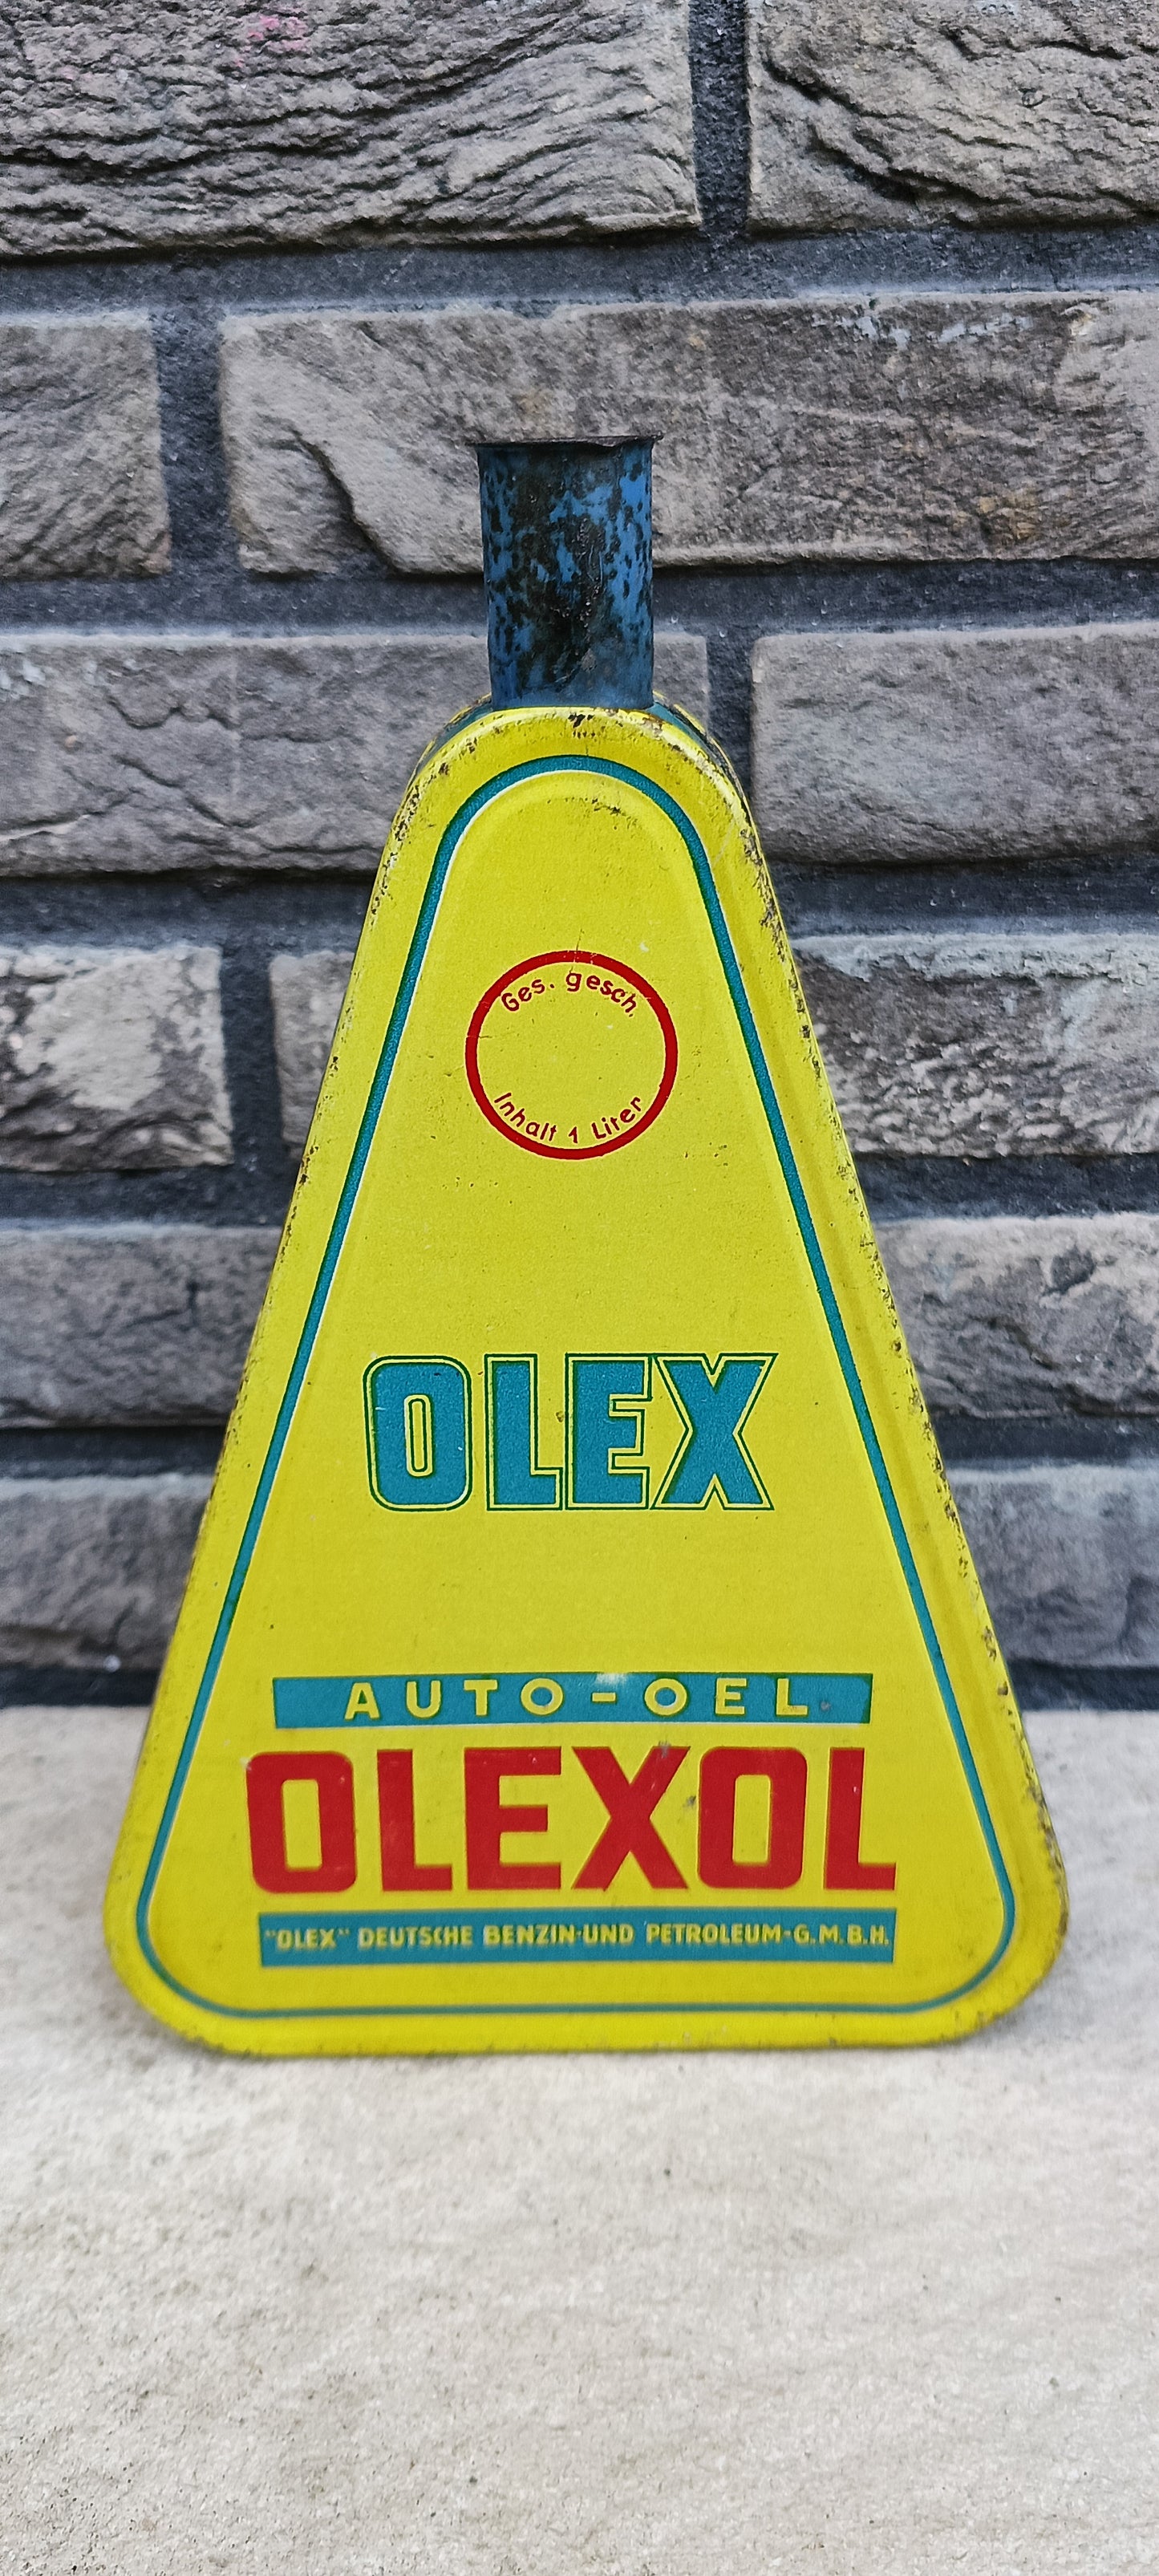 Ges. gesch.
Inhalt 1 Liter
OLEX
AUTO-OEL
OLEXOL
"OLEX" DEUTSCHE BENZIN-UND PETROLEUM-G.M.B.H.